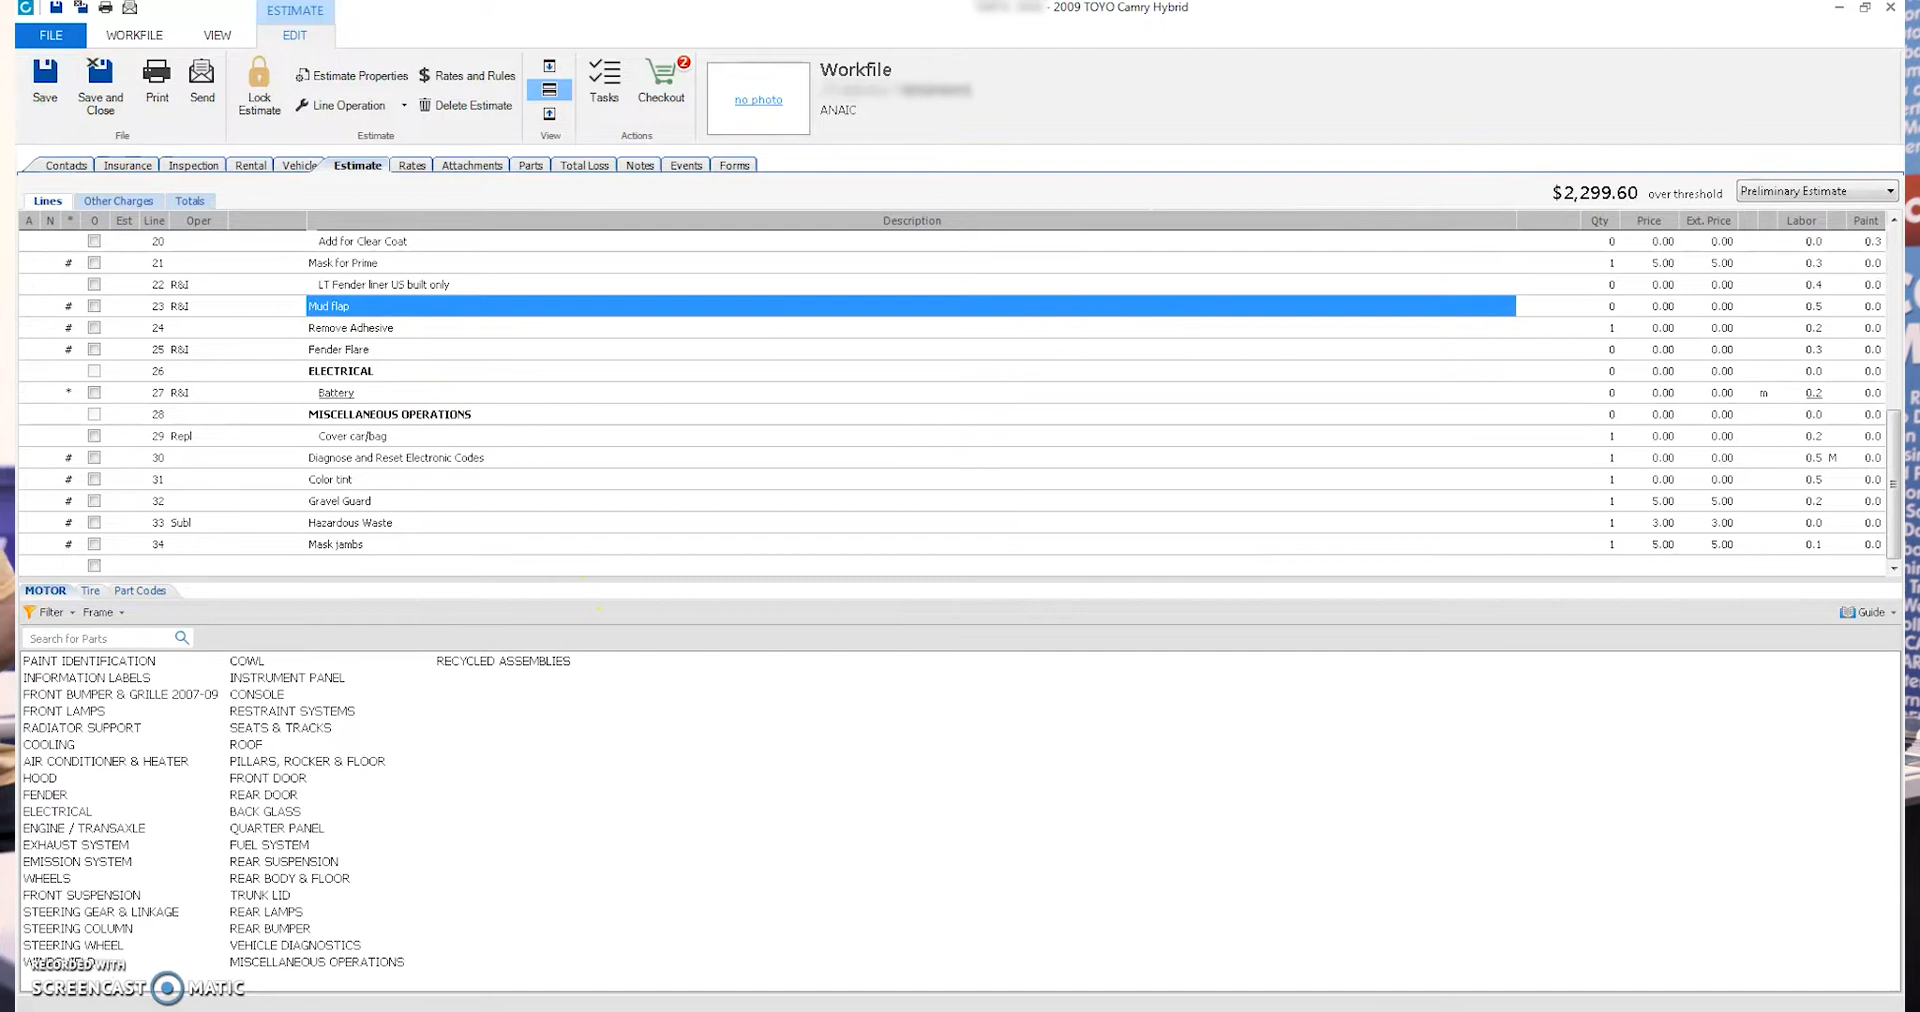 ESTIMATE
- 2009 TOYO Camry Hybrid
FILE WORKFILE VIEW EDIT
Save
Save and Close
Print
Send
File
Lock Estimate
Estimate Properties
Line Operation
$ Rates and Rules
Delete Estimate
Estimate
View
Tasks
Checkout
2
Actions
no photo
Workfile
ANAIC
Contacts Insurance Inspection Rental Vehicle Estimate Rates Attachments Parts Total Loss Notes Events Forms
$2,299.60 over threshold Preliminary Estimate
Lines Other Charges Totals
A N * O Est Line Oper Description Qty Price Ext. Price Labor Paint
20 Add for Clear Coat 0 0.00 0.00 0.0 0.3
# 21 Mask for Prime 1 5.00 5.00 0.3 0.0
22 R&I LT Fender liner US built only 0 0.00 0.00 0.4 0.0
# 23 R&I Mud flap 0 0.00 0.00 0.5 0.0
# 24 Remove Adhesive 1 0.00 0.00 0.2 0.0
# 25 R&I Fender Flare 0 0.00 0.00 0.3 0.0
26 ELECTRICAL 0 0.00 0.00 0.0 0.0
* 27 R&I Battery 0 0.00 0.00 m 0.2 0.0
28 MISCELLANEOUS OPERATIONS 0 0.00 0.00 0.0 0.0
29 Repl Cover car/bag 1 0.00 0.00 0.2 0.0
# 30 Diagnose and Reset Electronic Codes 1 0.00 0.00 0.5 M 0.0
# 31 Color tint 1 0.00 0.00 0.5 0.0
# 32 Gravel Guard 1 5.00 5.00 0.2 0.0
# 33 Subl Hazardous Waste 1 3.00 3.00 0.0 0.0
# 34 Mask jambs 1 5.00 5.00 0.1 0.0
MOTOR Tire Part Codes
Filter Frame Guide
Search for Parts
PAINT IDENTIFICATION COWL RECYCLED ASSEMBLIES
INFORMATION LABELS INSTRUMENT PANEL
FRONT BUMPER & GRILLE 2007-09 CONSOLE
FRONT LAMPS RESTRAINT SYSTEMS
RADIATOR SUPPORT SEATS & TRACKS
COOLING ROOF
AIR CONDITIONER & HEATER PILLARS, ROCKER & FLOOR
HOOD FRONT DOOR
FENDER REAR DOOR
ELECTRICAL BACK GLASS
ENGINE / TRANSAXLE QUARTER PANEL
EXHAUST SYSTEM FUEL SYSTEM
EMISSION SYSTEM REAR SUSPENSION
WHEELS REAR BODY & FLOOR
FRONT SUSPENSION TRUNK LID
STEERING GEAR & LINKAGE REAR LAMPS
STEERING COLUMN REAR BUMPER
STEERING WHEEL VEHICLE DIAGNOSTICS
MISCELLANEOUS OPERATIONS
RECORDED WITH
SCREENCAST MATIC